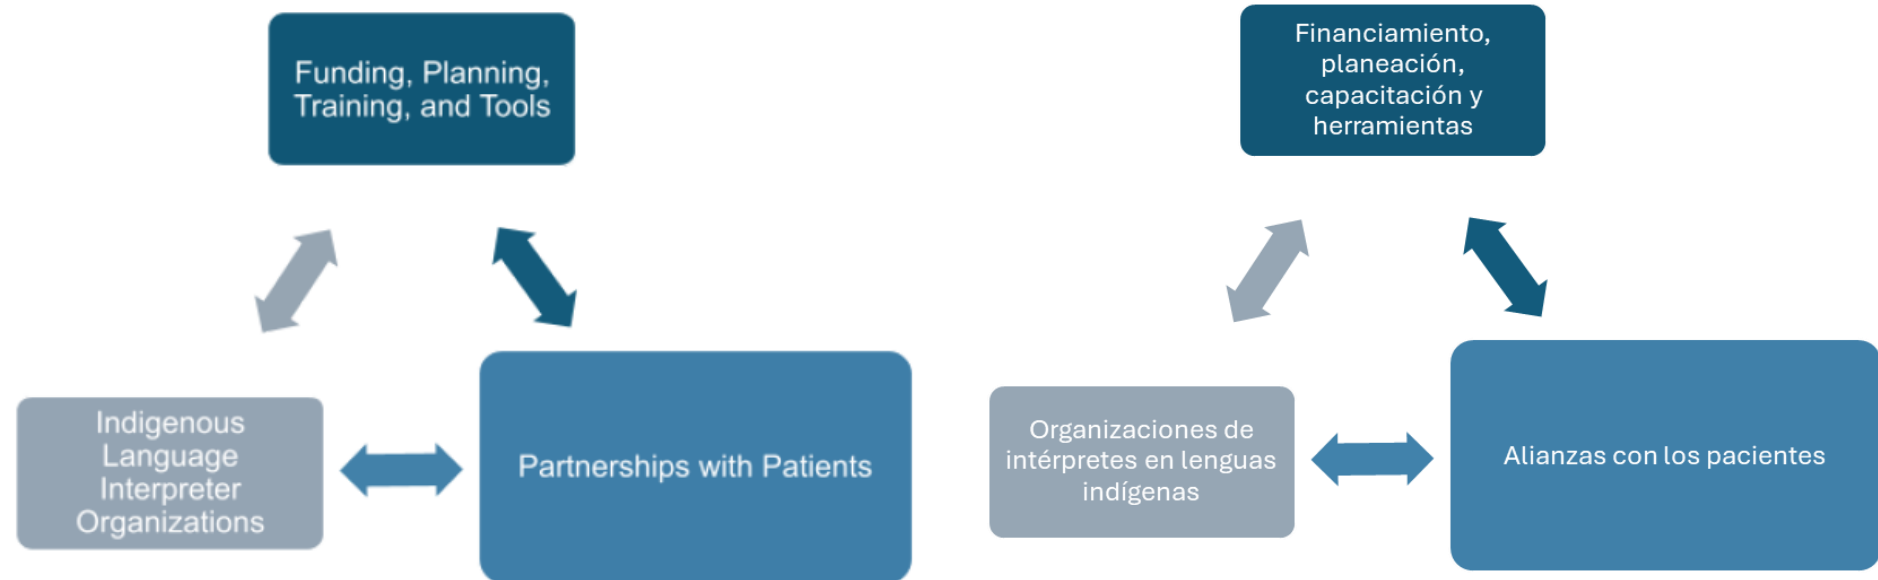 Funding, Planning,
Training, and Tools
Indigenous
Language
Interpreter
Organizations
Partnerships with Patients
Financiamiento,
planeación,
capacitación y
herramientas
Organizaciones de
intérpretes en lenguas
indígenas
Alianzas con los pacientes